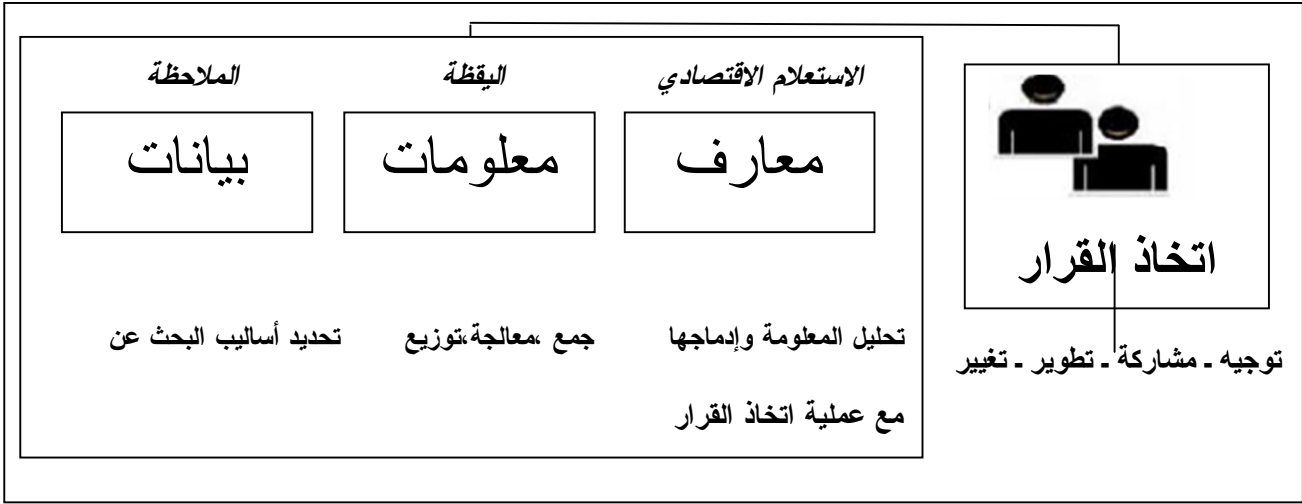 الاستعلام الاقتصادي
اليقظة
الملاحظة
معارف
معلومات
بيانات
اتخاذ القرار
تحليل المعلومة وإدماجها
مع عملية اتخاذ القرار
جمع ،معالجة،توزيع
تحديد أساليب البحث عن
توجيه ـ مشاركة ـ تطوير ـ تغيير